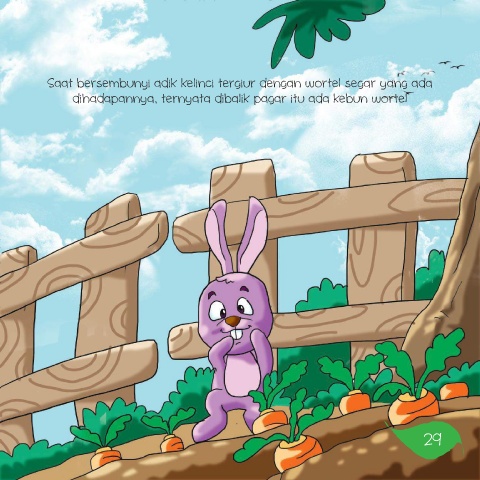 Saat bersembunyi adik kelinci tergiur dengan wortel segar yang ada
dihadapannya, ternyata dibalik pagar itu ada kebun wortel
29